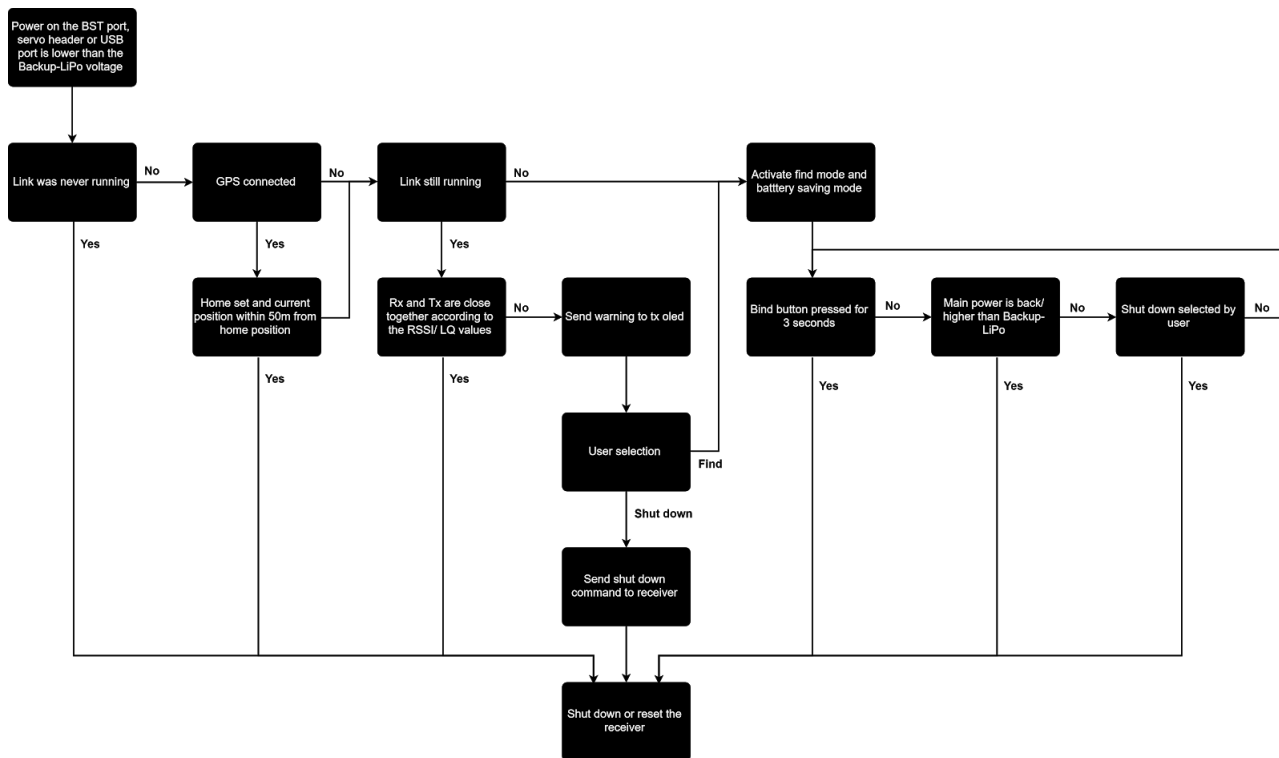 Power on the BST port,
servo header or USB
port is lower than the
Backup-LiPo voltage
Link was never running
No
GPS connected
No
Link still running
No
Activate find mode and
batttery saving mode
Yes
Yes
Yes
Home set and current
position within 50m from
home position
Rx and Tx are close
together according to
the RSSI/ LQ values
No
Send warning to tx oled
Bind button pressed for
3 seconds
No
Main power is back/
higher than Backup-
LiPo
No
Shut down selected by
user
No
Yes
Yes
Yes
Yes
Yes
User selection
Find
Shut down
Send shut down
command to receiver
Shut down or reset the
receiver